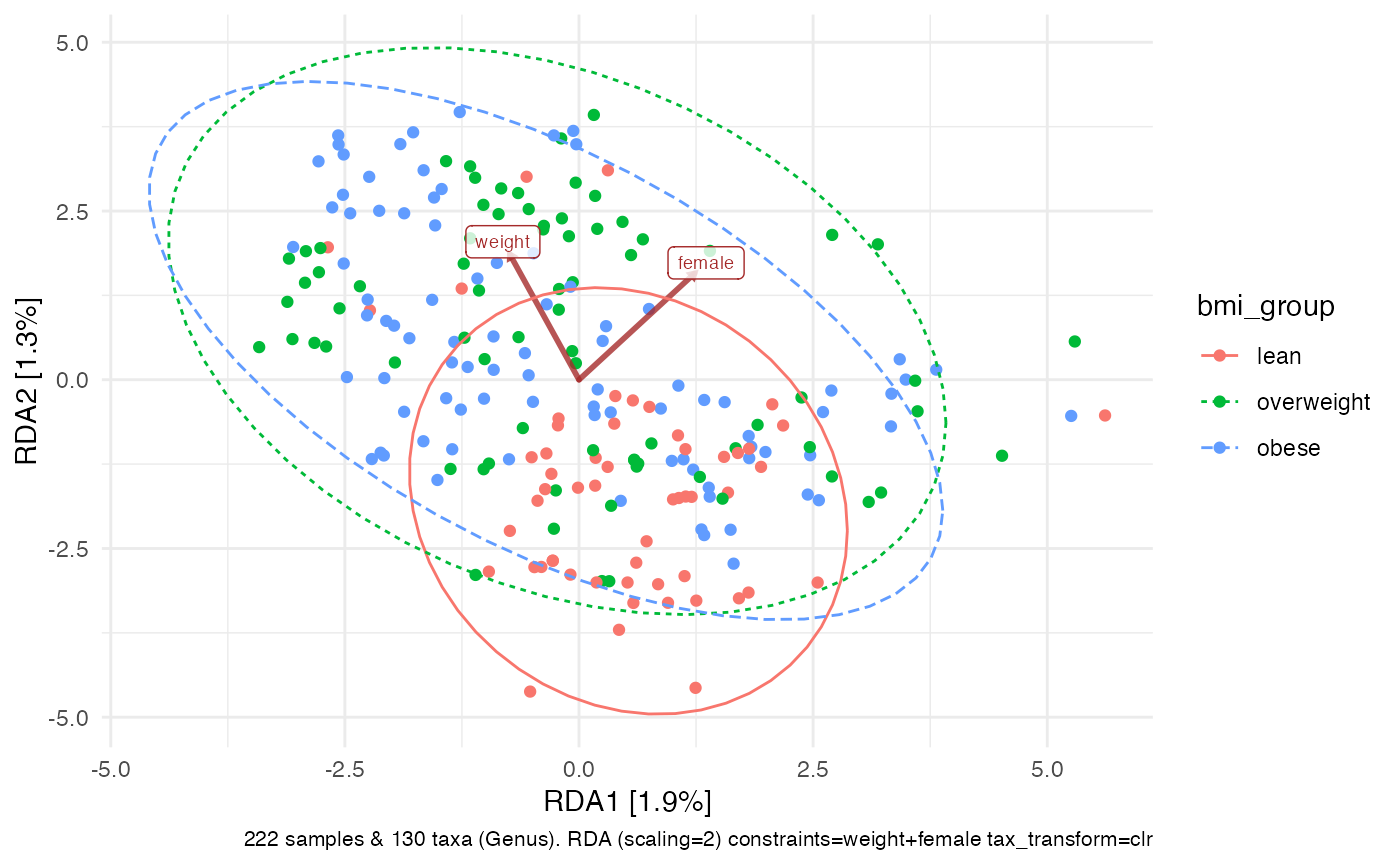 5.0
2.5
0.0
-2.5
-5.0
RDA2 [1.3%]
weight
female
-5.0
-2.5
0.0
2.5
5.0
RDA1 [1.9%]
bmi_group
lean
overweight
obese
222 samples & 130 taxa (Genus). RDA (scaling=2) constraints=weight+female tax_transform=clr